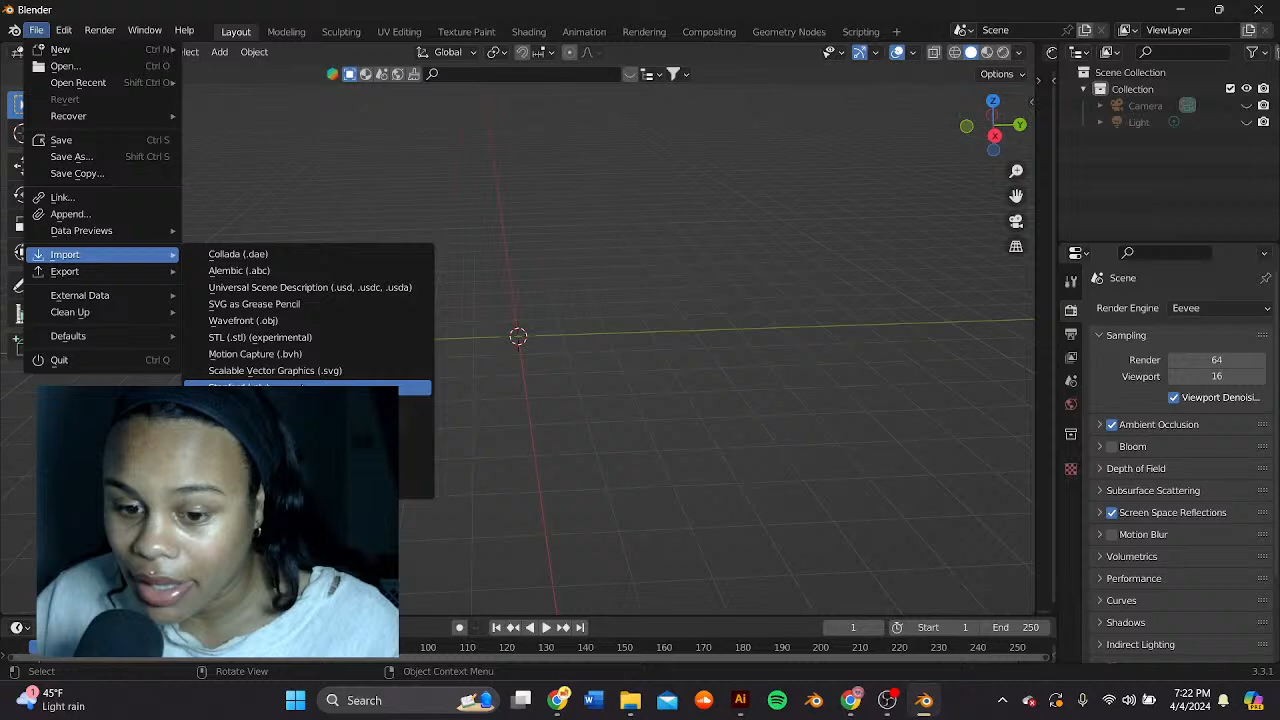 Blender
File Edit Render Window Help Layout Modeling Sculpting UV Editing Texture Paint Shading Animation Rendering Compositing Geometry Nodes Scripting Scene ViewLayer
Add Object Global
Options
New Ctrl N
Open... Ctrl O
Open Recent Shift Ctrl O
Revert
Recover
Save Ctrl S
Save As... Shift Ctrl S
Save Copy...
Link...
Append...
Data Previews
Import
Export
External Data
Clean Up
Defaults
Quit Ctrl Q
Collada (.dae)
Alembic (.abc)
Universal Scene Description (.usd, .usdc, .usda)
SVG as Grease Pencil
Wavefront (.obj)
STL (.stl) (experimental)
Motion Capture (.bvh)
Scalable Vector Graphics (.svg)
Z
Y
X
Scene Collection
Collection
Camera
Light
Scene
Render Engine Eevee
Sampling
Render 64
Viewport 16
Viewport Denoisi...
Ambient Occlusion
Bloom
Depth of Field
Subsurface Scattering
Screen Space Reflections
Motion Blur
Volumetrics
Performance
Curves
Shadows
Indirect Lighting
1 Start 1 End 250
100 110 120 130 140 150 160 170 180 190 200 210 220 230 240 250
Select Rotate View Object Context Menu 3.3.1
1
45°F
Light rain
Search
W
Ai
7:22 PM
4/4/2024